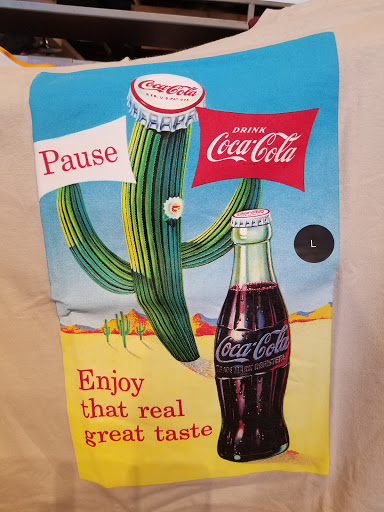 Coca-Cola
Pause
DRINK
Coca-Cola
L
Coca-Cola
Enjoy
that real
great taste